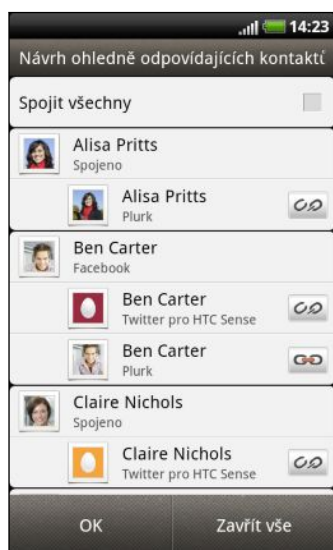 14:23
Návrh ohledně odpovídajících kontaktů
Spojit všechny
Alisa Pritts
Spojeno
Alisa Pritts
Plurk
Ben Carter
Facebook
Ben Carter
Twitter pro HTC Sense
Ben Carter
Plurk
Claire Nichols
Spojeno
Claire Nichols
Twitter pro HTC Sense
OK
Zavřít vše